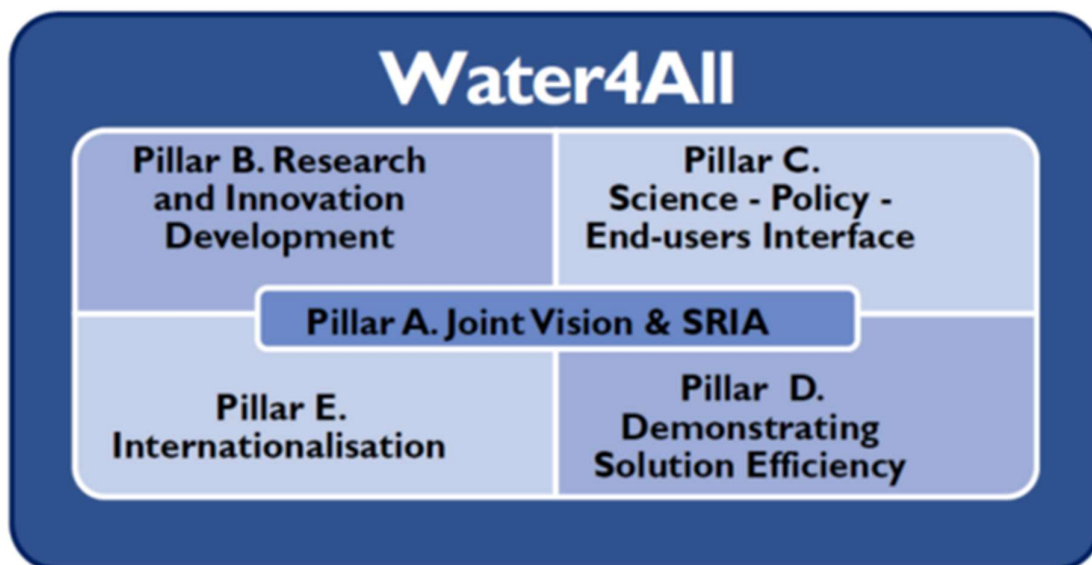 Water4All
Pillar B. Research
and Innovation
Development
Pillar C.
Science - Policy -
End-users Interface
Pillar A. Joint Vision & SRIA
Pillar E.
Internationalisation
Pillar D.
Demonstrating
Solution Efficiency